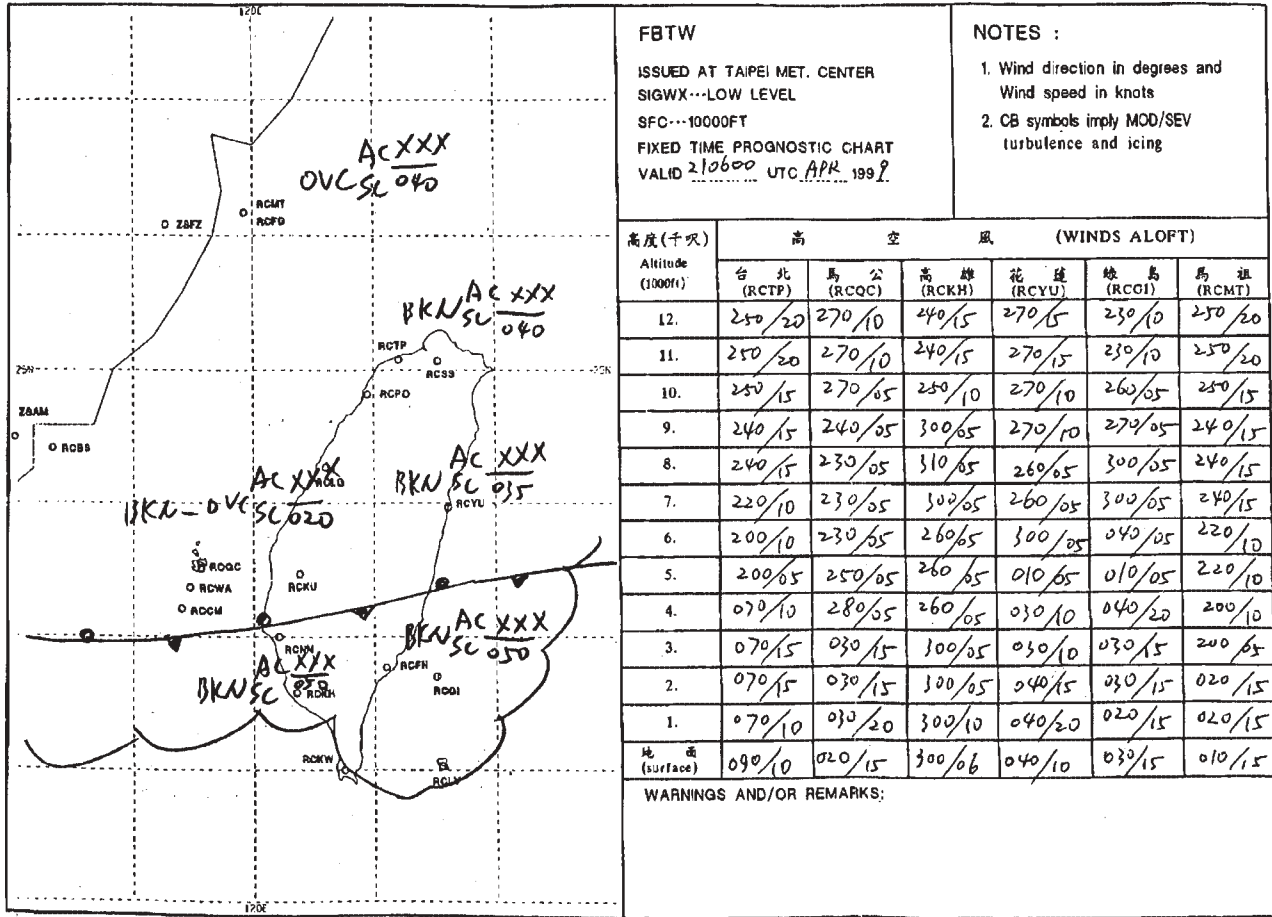 120E
AC XXX
OVC SC 040
RCMT
ZSFZ
RCFG
BKN AC XXX
SC 040
RCTP
RCSS
25N
25N
RCPO
ZSAM
RCBS
AC XXX
BKN-OVC SC 020
BKN AC XXX
SC 035
RCYU
RCQC
RCWA
RCKU
RCCM
BKN AC XXX
SC 050
RCNN
RCFN
AC XXX
BKN SC 050
RCKH
RCGI
RCKW
RCLY
120E
FBTW
ISSUED AT TAIPEI MET. CENTER
SIGWX---LOW LEVEL
SFC---10000FT
FIXED TIME PROGNOSTIC CHART
VALID 210600 UTC APR 1999
NOTES :
1. Wind direction in degrees and
Wind speed in knots
2. CB symbols imply MOD/SEV
turbulence and icing
高度(千呎) 高 空 風 (WINDS ALOFT)
Altitude (1000ft) 台北 (RCTP) 馬公 (RCQC) 高雄 (RCKH) 花蓮 (RCYU) 綠島 (RCGI) 馬祖 (RCMT)
12. 250/20 270/10 240/15 270/15 230/10 250/20
11. 250/20 270/10 240/15 270/15 230/10 250/20
10. 250/15 270/05 250/10 270/10 260/05 250/15
9. 240/15 240/05 300/05 270/10 270/05 240/15
8. 240/15 230/05 310/05 260/05 300/05 240/15
7. 220/10 230/05 300/05 260/05 300/05 240/15
6. 200/10 230/05 260/05 300/05 040/05 220/10
5. 200/05 250/05 260/05 010/05 010/05 220/10
4. 070/10 280/05 260/05 030/10 040/20 200/10
3. 070/15 030/15 300/05 030/10 030/15 200/05
2. 070/15 030/15 300/05 040/15 030/15 020/15
1. 070/10 030/20 300/10 040/20 020/15 020/15
地面 (surface) 090/10 020/15 300/06 040/10 030/15 010/15
WARNINGS AND/OR REMARKS: